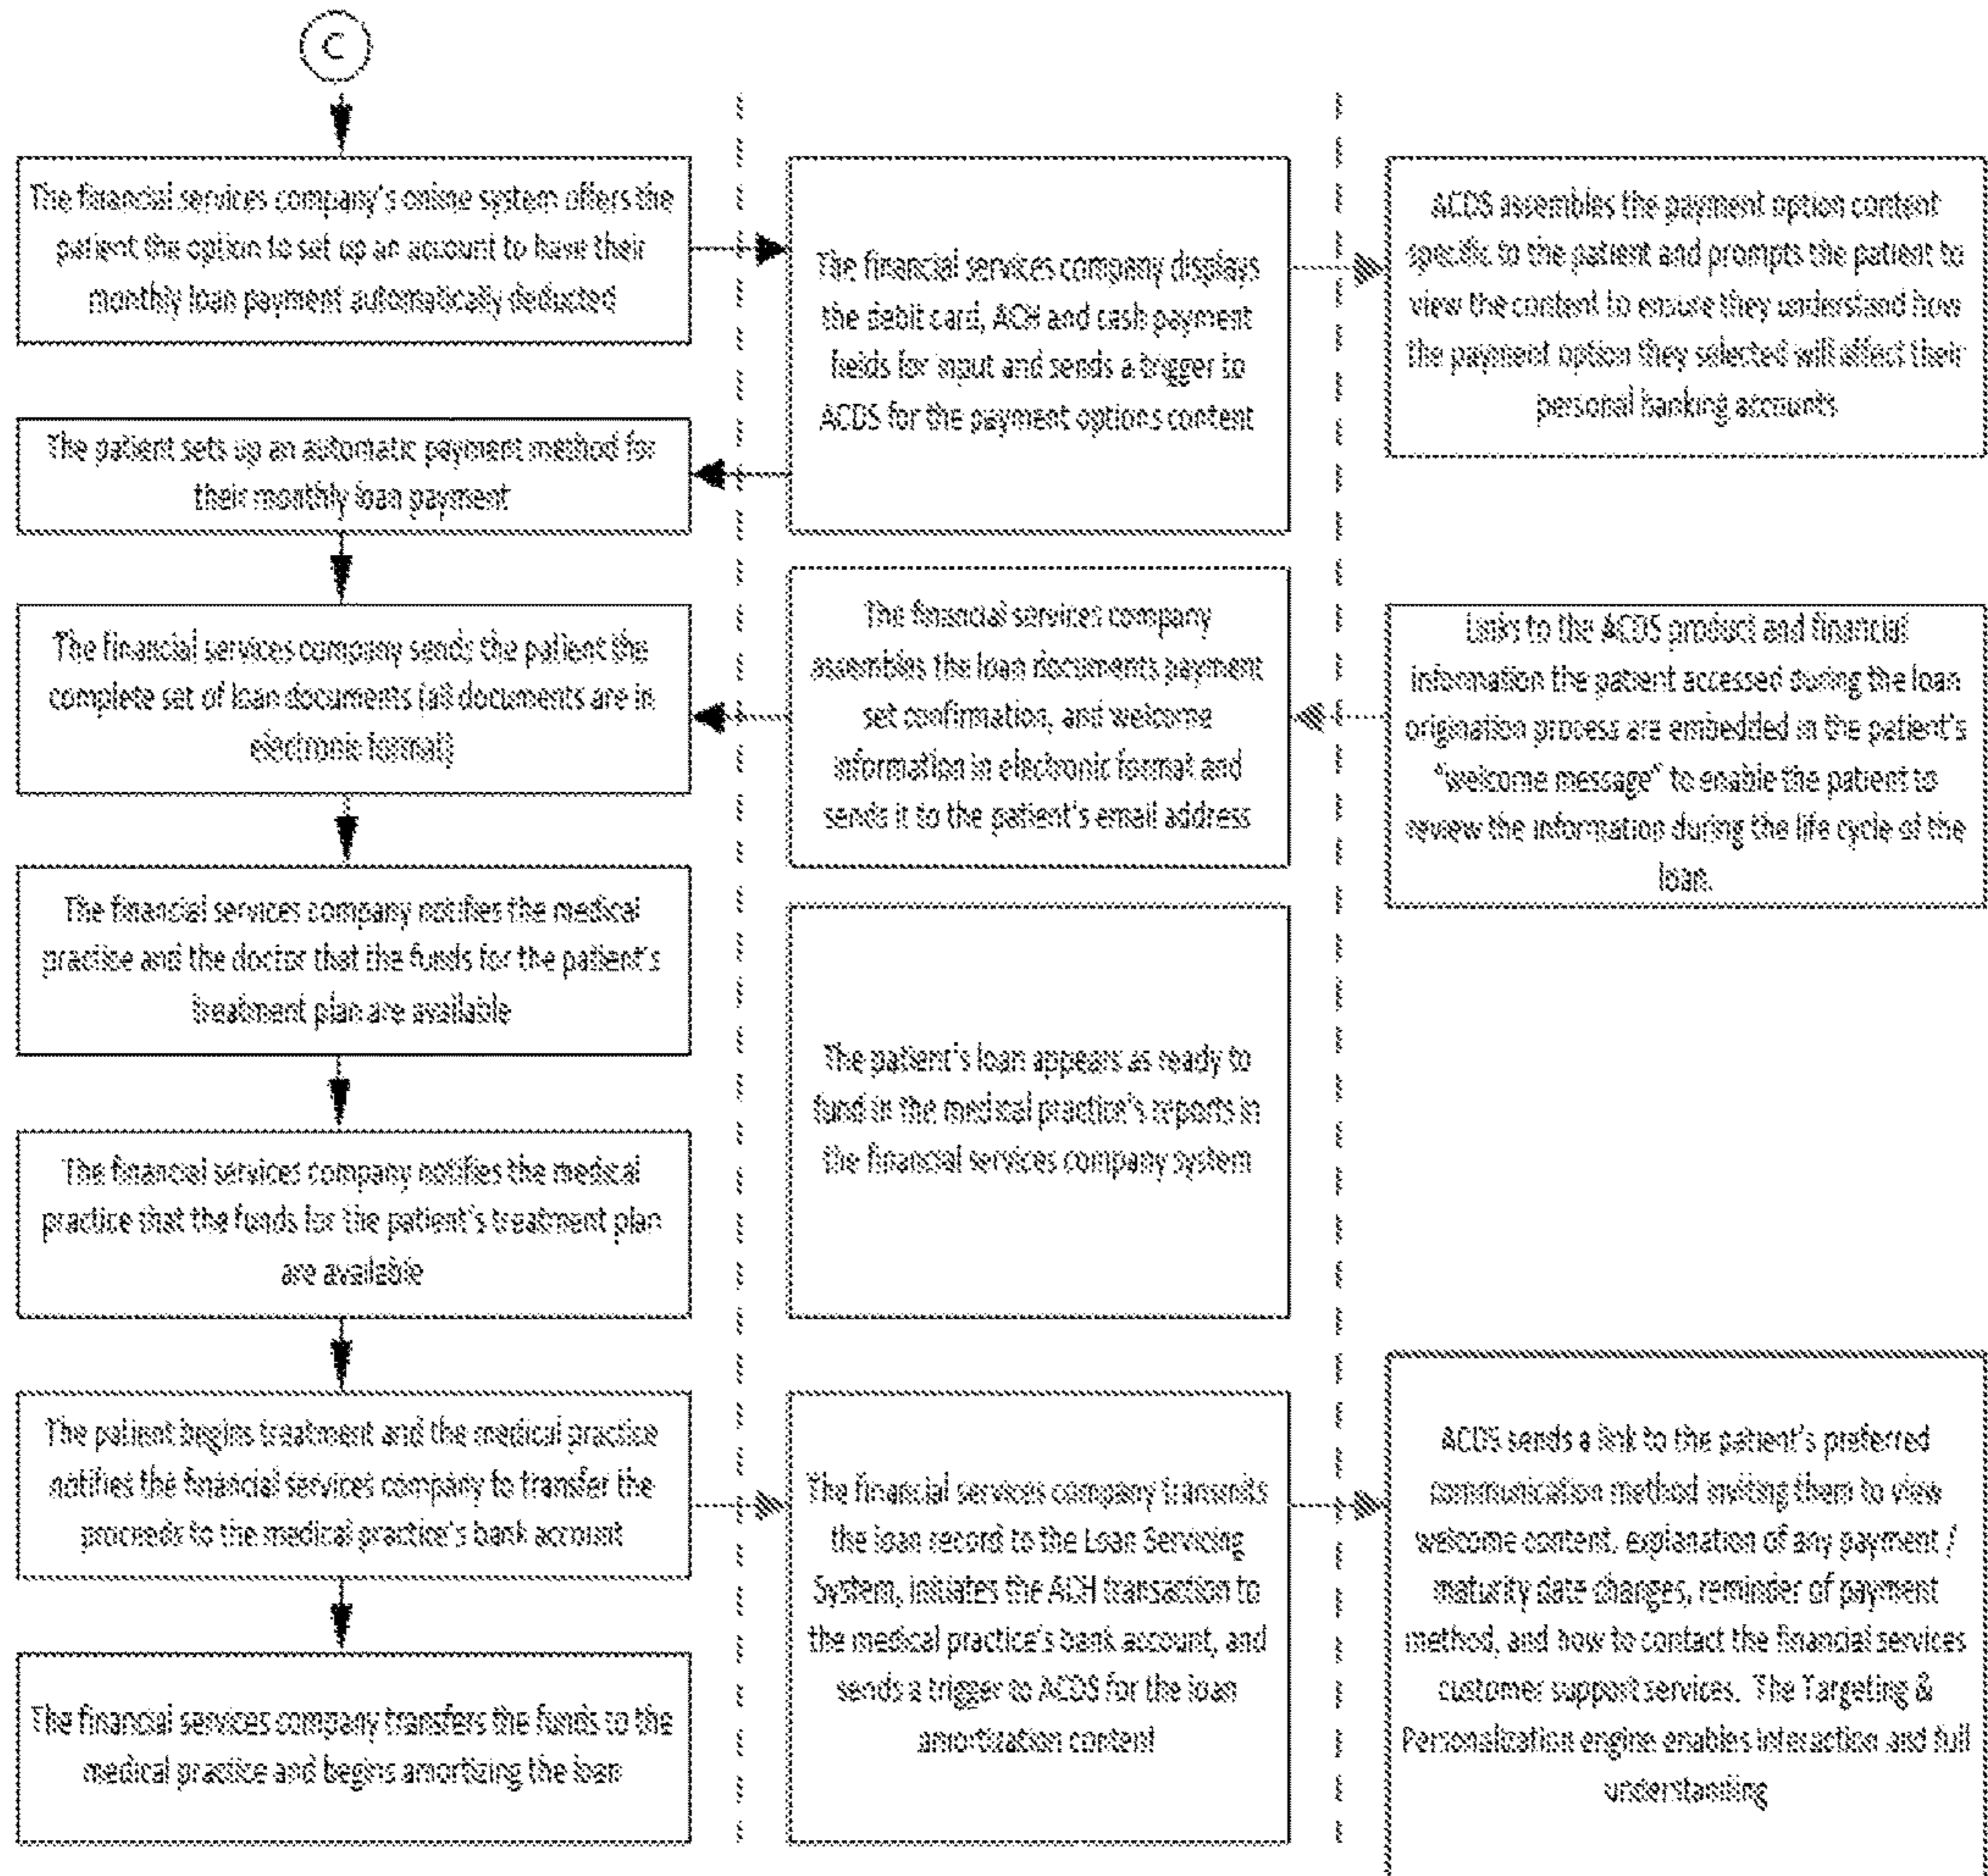 C
The financial services company's online system offers the
patient the option to set up an account to have their
monthly loan payment automatically deducted
The financial services company displays
the debit card, ACH and cash payment
fields for input and sends a trigger to
ACDS for the payment options content
ACDS assembles the payment option content
specific to the patient and prompts the patient to
view the content to ensure they understand how
the payment option they selected will affect their
personal banking accounts
The patient sets up an automatic payment method for
their monthly loan payment
The financial services company sends the patient the
complete set of loan documents (all documents are in
electronic format)
The financial services company
assembles the loan documents payment
set confirmation, and welcome
information in electronic format and
sends it to the patient's email address
Links to the ACDS product and financial
information the patient accessed during the loan
origination process are embedded in the patient's
"welcome message" to enable the patient to
review the information during the life cycle of the
loan.
The financial services company notifies the medical
practice and the doctor that the funds for the patient's
treatment plan are available
The patient's loan appears as ready to
fund in the medical practice's reports in
the financial services company system
The financial services company notifies the medical
practice that the funds for the patient's treatment plan
are available
The patient begins treatment and the medical practice
notifies the financial services company to transfer the
proceeds to the medical practice's bank account
The financial services company transmits
the loan record to the Loan Servicing
System, initiates the ACH transaction to
the medical practice's bank account, and
sends a trigger to ACDS for the loan
amortization content
ACDS sends a link to the patient's preferred
communication method inviting them to view
welcome content, explanation of any payment /
maturity date changes, reminder of payment
method, and how to contact the financial services
customer support services. The Targeting &
Personalization engine enables interaction and full
understanding
The financial services company transfers the funds to the
medical practice and begins amortizing the loan